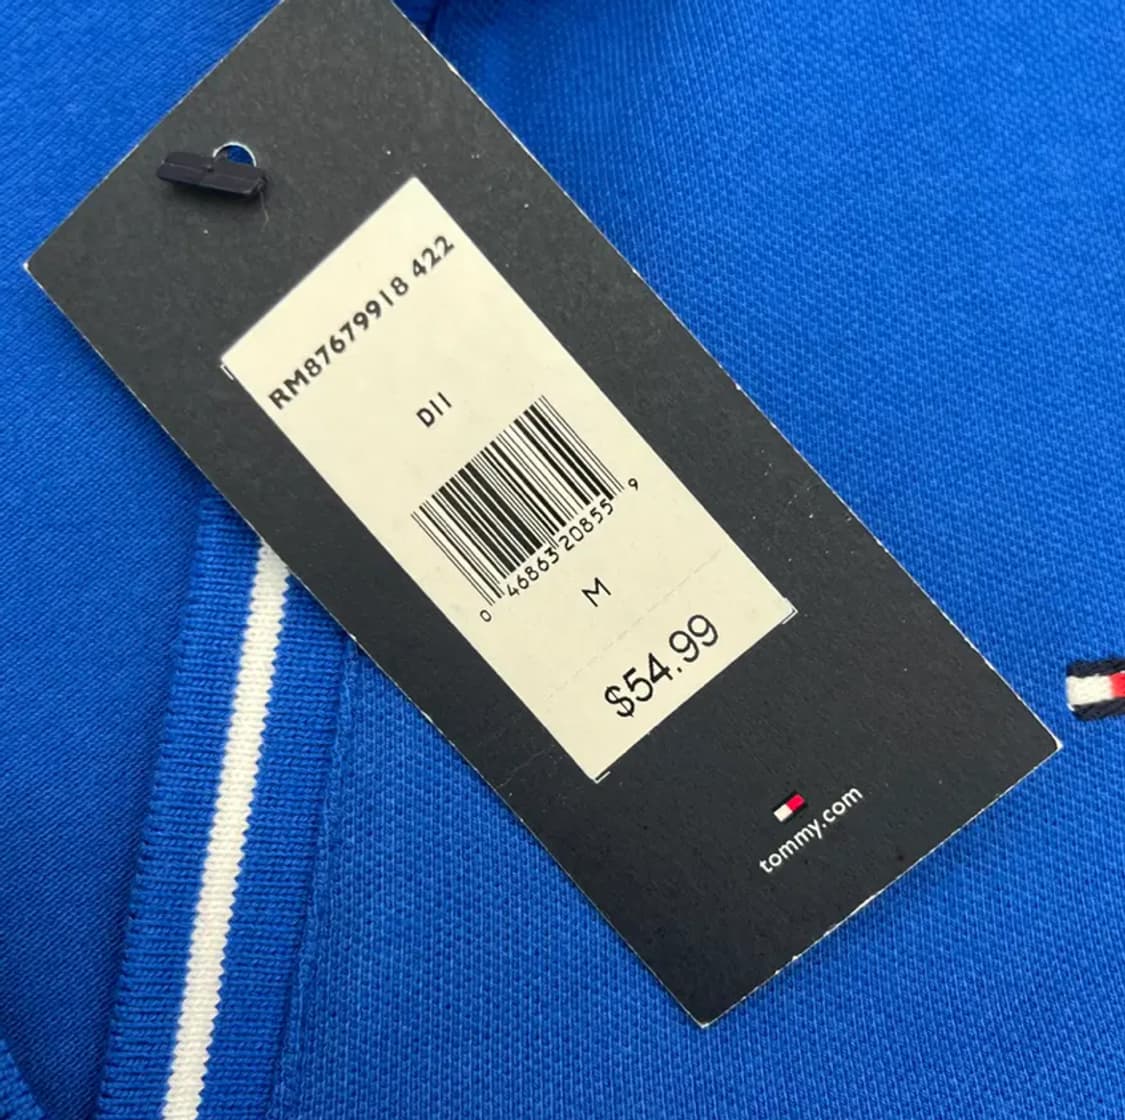 RM87679918 422
D11
0 46863 20855 9
M
$54.99
tommy.com